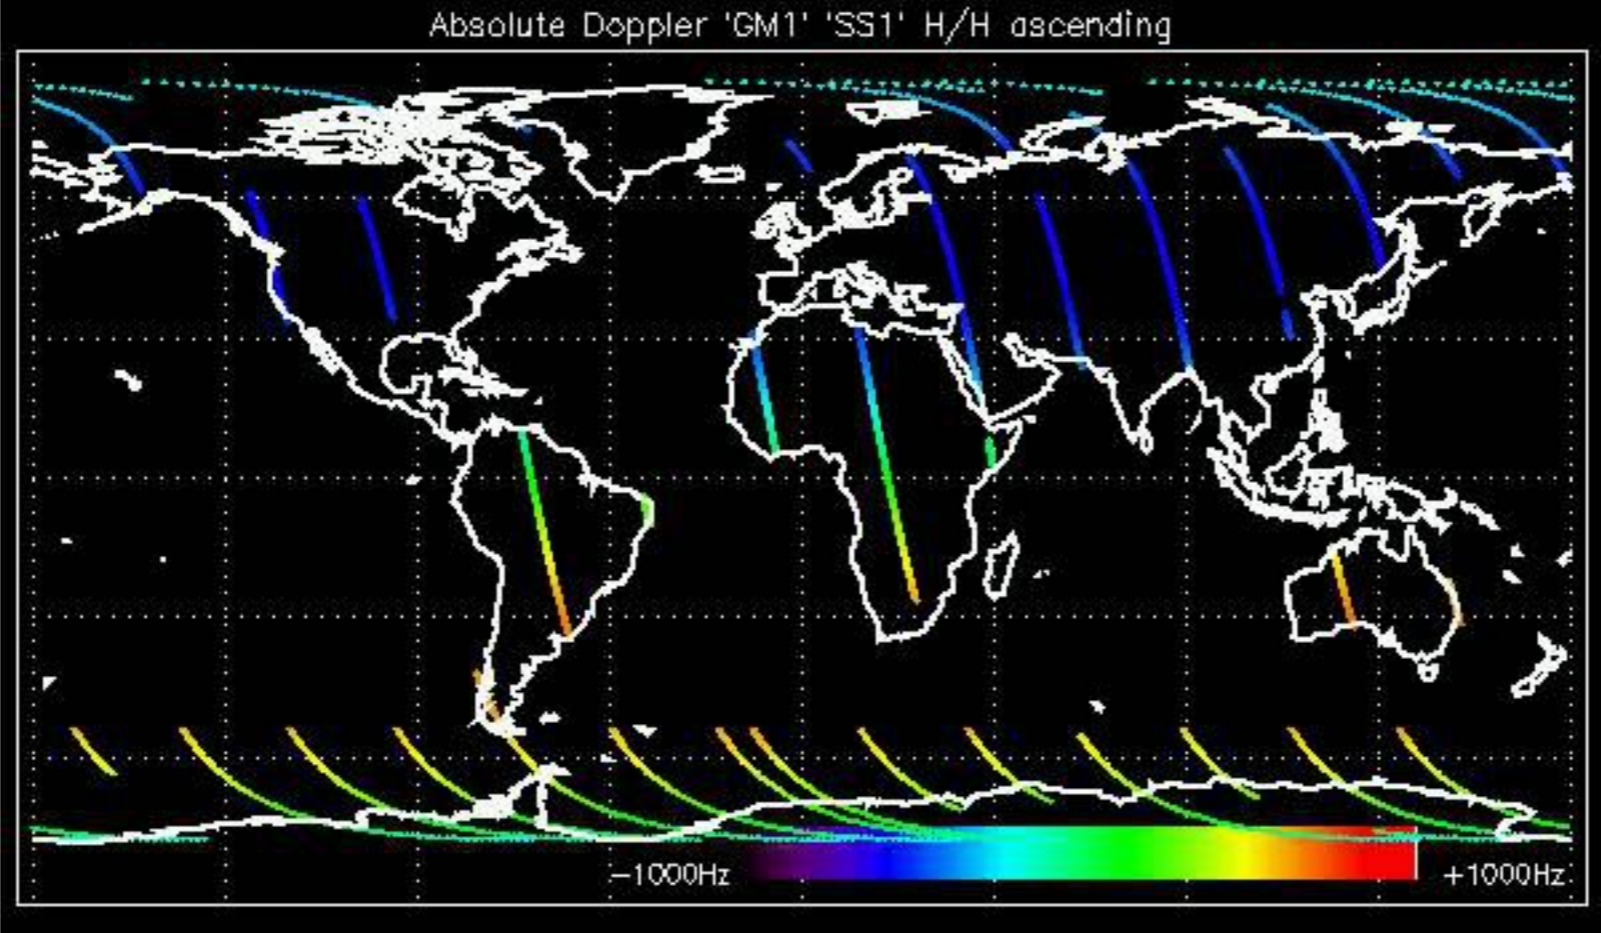 Absolute Doppler 'GM1' 'SS1' H/H ascending
-1000Hz
+1000Hz